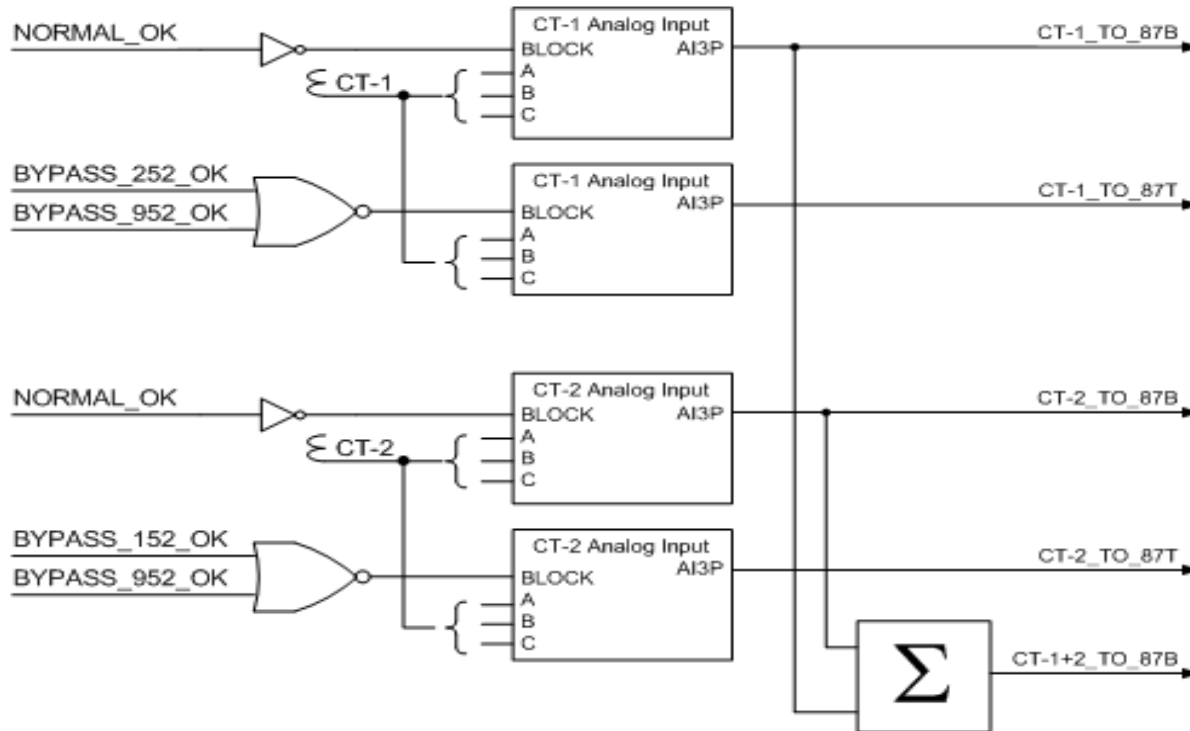 NORMAL_OK
CT-1 Analog Input
BLOCK
AI3P
CT-1_TO_87B
CT-1
A
B
C
BYPASS_252_OK
BYPASS_952_OK
CT-1 Analog Input
BLOCK
AI3P
CT-1_TO_87T
A
B
C
NORMAL_OK
CT-2 Analog Input
BLOCK
AI3P
CT-2_TO_87B
CT-2
A
B
C
BYPASS_152_OK
BYPASS_952_OK
CT-2 Analog Input
BLOCK
AI3P
CT-2_TO_87T
A
B
C
Σ
CT-1+2_TO_87B